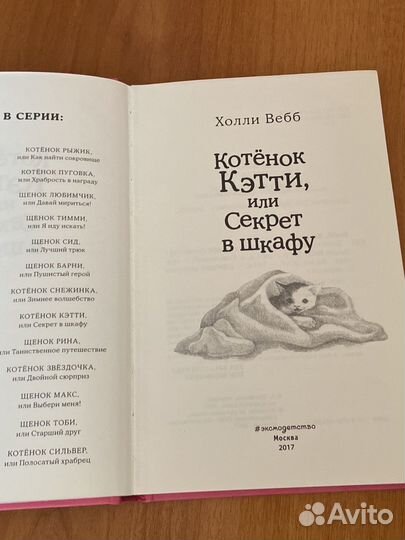 В СЕРИИ:
КОТЁНОК РЫЖИК,
или Как найти сокровище
КОТЁНОК ПУГОВКА,
или Храбрость в награду
ЩЕНОК ЛЮБИМЧИК,
или Давай мириться!
ЩЕНОК ТИММИ,
или Я иду искать!
ЩЕНОК СИД,
или Лучший трюк
ЩЕНОК БАРНИ,
или Пушистый герой
КОТЁНОК СНЕЖИНКА,
или Зимнее волшебство
КОТЁНОК КЭТТИ,
или Секрет в шкафу
ЩЕНОК РИНА,
или Таинственное путешествие
КОТЁНОК ЗВЁЗДОЧКА,
или Двойной сюрприз
ЩЕНОК МАКС,
или Выбери меня!
ЩЕНОК ТОБИ,
или Старший друг
КОТЁНОК СИЛЬВЕР,
или Полосатый храбрец
Холли Вебб
Котёнок
Кэтти,
или
Секрет
в шкафу
#эксмодетство
Москва
2017
Avito